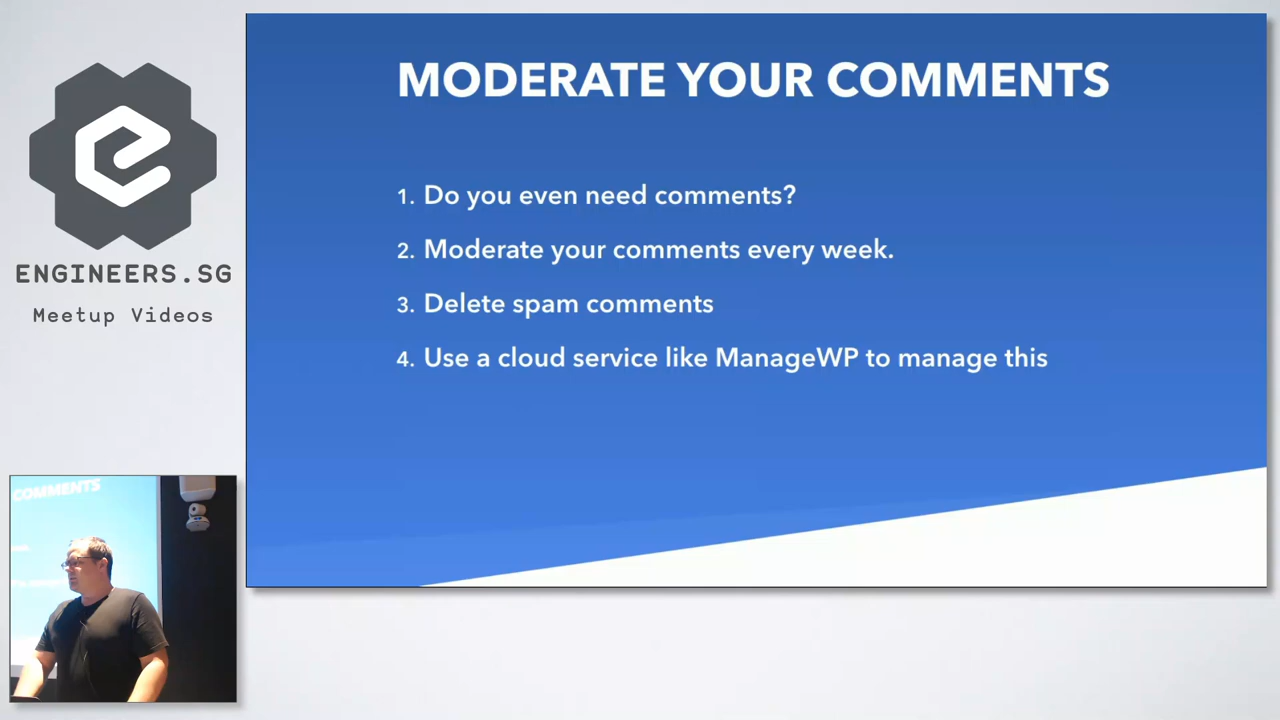 MODERATE YOUR COMMENTS
1. Do you even need comments?
2. Moderate your comments every week.
3. Delete spam comments
4. Use a cloud service like ManageWP to manage this
ENGINEERS.SG
Meetup Videos
COMMENTS